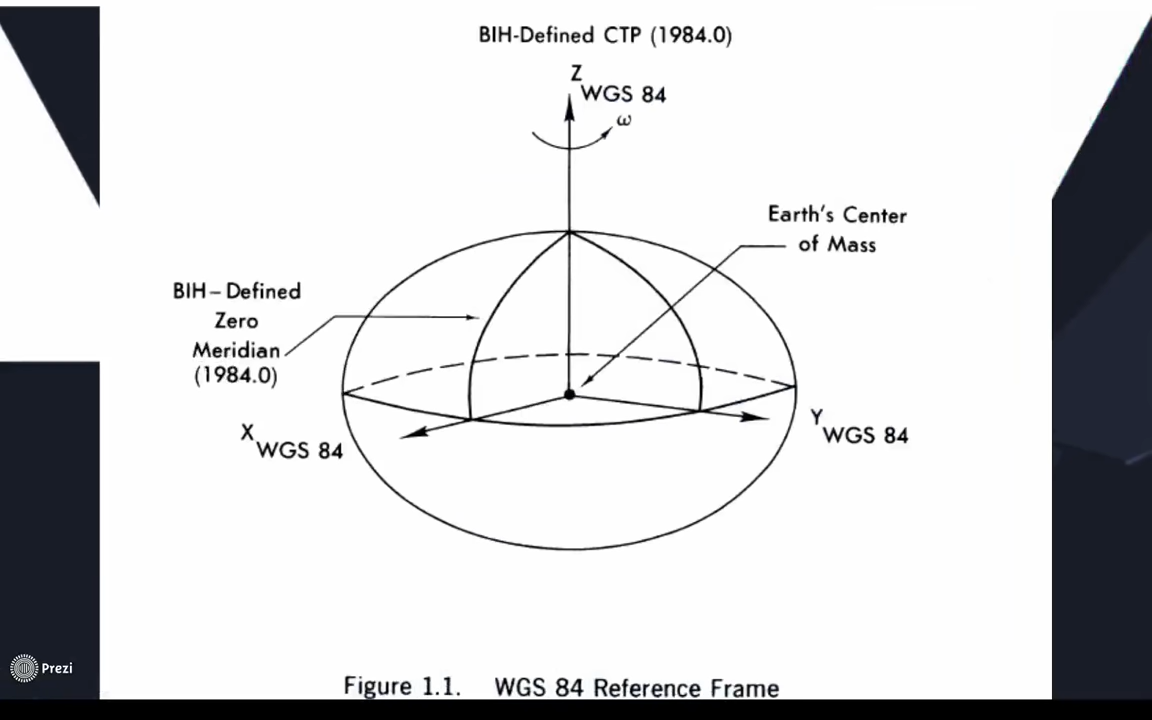 BIH-Defined CTP (1984.0)
Z
WGS 84
ω
Earth's Center
of Mass
BIH-Defined
Zero
Meridian
(1984.0)
X
WGS 84
Y
WGS 84
Prezi
Figure 1.1. WGS 84 Reference Frame